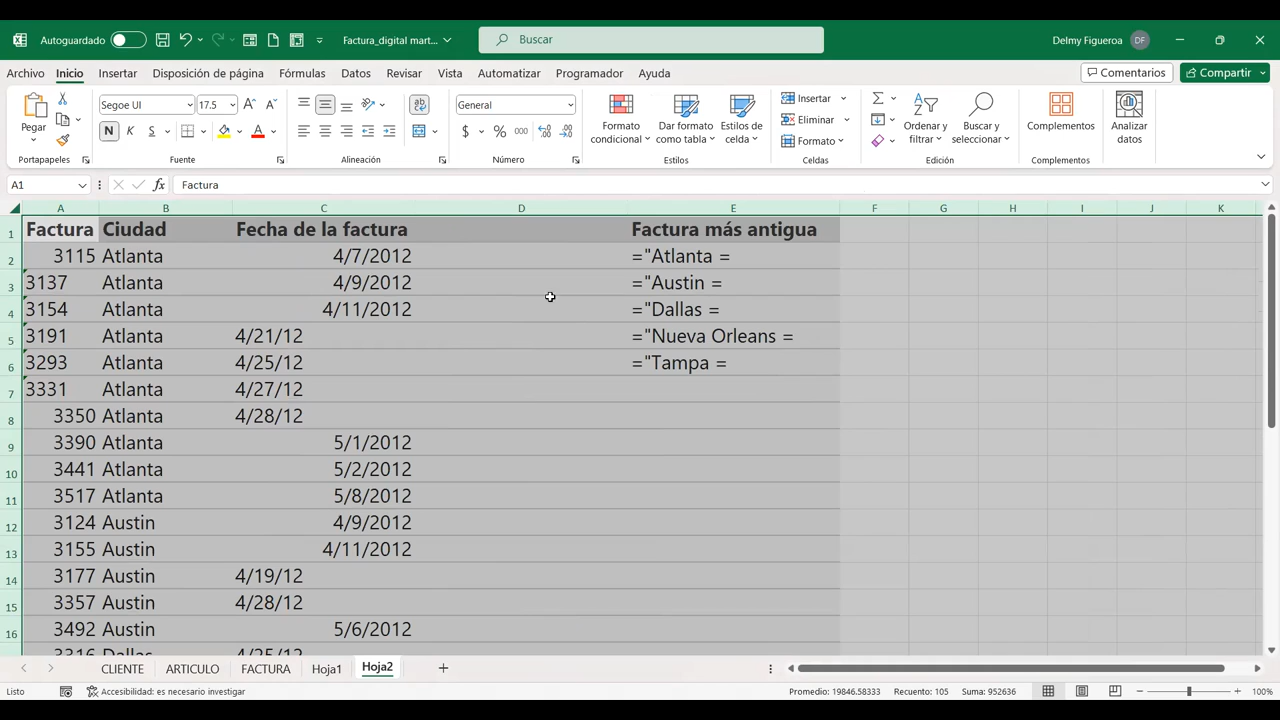 Autoguardado Factura_digital mart... Buscar Delmy Figueroa DF
Archivo Inicio Insertar Disposición de página Fórmulas Datos Revisar Vista Automatizar Programador Ayuda Comentarios Compartir
Pegar
Portapapeles
Segoe UI 17.5
N K S
Fuente
Alineación
General
$ % 000
Número
Formato condicional
Dar formato como tabla
Estilos de celda
Estilos
Insertar
Eliminar
Formato
Celdas
Ordenar y filtrar
Buscar y seleccionar
Edición
Complementos
Complementos
Analizar datos
A1 fx Factura
A B C D E F G H I J K
1 Factura Ciudad Fecha de la factura Factura más antigua
2 3115 Atlanta 4/7/2012 ="Atlanta =
3 3137 Atlanta 4/9/2012 ="Austin =
4 3154 Atlanta 4/11/2012 ="Dallas =
5 3191 Atlanta 4/21/12 ="Nueva Orleans =
6 3293 Atlanta 4/25/12 ="Tampa =
7 3331 Atlanta 4/27/12
8 3350 Atlanta 4/28/12
9 3390 Atlanta 5/1/2012
10 3441 Atlanta 5/2/2012
11 3517 Atlanta 5/8/2012
12 3124 Austin 4/9/2012
13 3155 Austin 4/11/2012
14 3177 Austin 4/19/12
15 3357 Austin 4/28/12
16 3492 Austin 5/6/2012
3316 Dallas 4/25/12
CLIENTE ARTICULO FACTURA Hoja1 Hoja2
Listo Accesibilidad: es necesario investigar Promedio: 19846.58333 Recuento: 105 Suma: 952636 100%